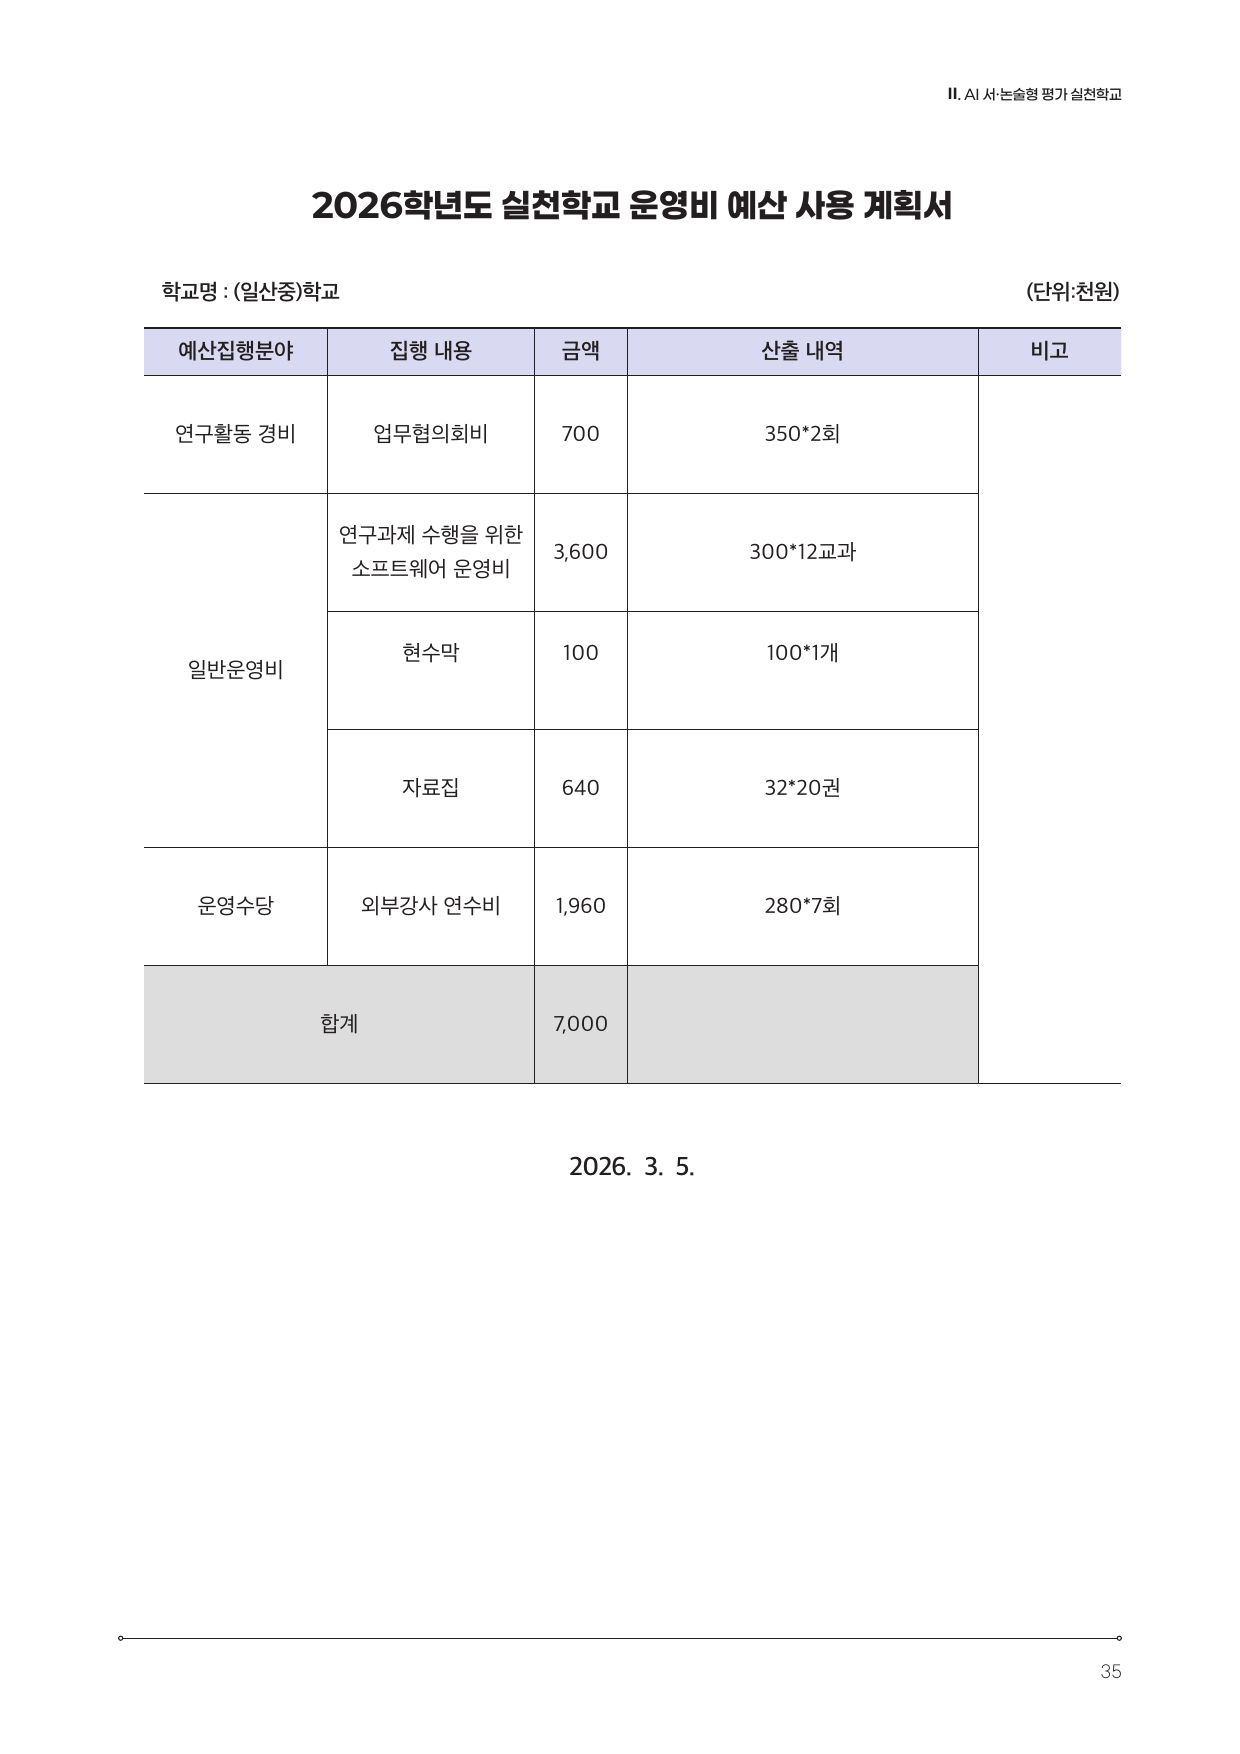 II. AI 서·논술형 평가 실천학교
2026학년도 실천학교 운영비 예산 사용 계획서
학교명 : (일산중)학교 (단위:천원)
예산집행분야 집행 내용 금액 산출 내역 비고
연구활동 경비 업무협의회비 700 350*2회
일반운영비
연구과제 수행을 위한
소프트웨어 운영비
3,600 300*12교과
현수막 100 100*1개
자료집 640 32*20권
운영수당 외부강사 연수비 1,960 280*7회
합계 7,000
2026. 3. 5.
35